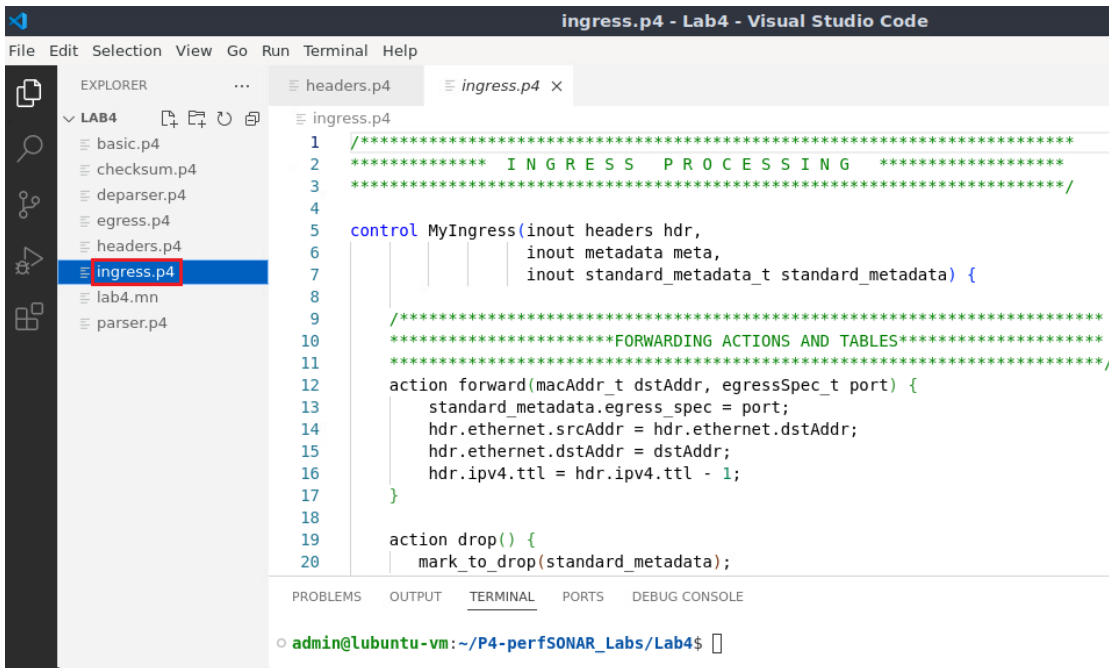 ingress.p4 - Lab4 - Visual Studio Code
File Edit Selection View Go Run Terminal Help
EXPLORER ...
LAB4
basic.p4
checksum.p4
deparser.p4
egress.p4
headers.p4
ingress.p4
lab4.mn
parser.p4
headers.p4 ingress.p4
ingress.p4
1 /*************************************************************************
2 ************** I N G R E S S P R O C E S S I N G *******************
3 *************************************************************************/
4
5 control MyIngress(inout headers hdr,
6 inout metadata meta,
7 inout standard_metadata_t standard_metadata) {
8
9 /*************************************************************************
10 ***********************FORWARDING ACTIONS AND TABLES*********************
11 *************************************************************************/
12 action forward(macAddr_t dstAddr, egressSpec_t port) {
13 standard_metadata.egress_spec = port;
14 hdr.ethernet.srcAddr = hdr.ethernet.dstAddr;
15 hdr.ethernet.dstAddr = dstAddr;
16 hdr.ipv4.ttl = hdr.ipv4.ttl - 1;
17 }
18
19 action drop() {
20 mark_to_drop(standard_metadata);
PROBLEMS OUTPUT TERMINAL PORTS DEBUG CONSOLE
admin@lubuntu-vm:~/P4-perfSONAR_Labs/Lab4$